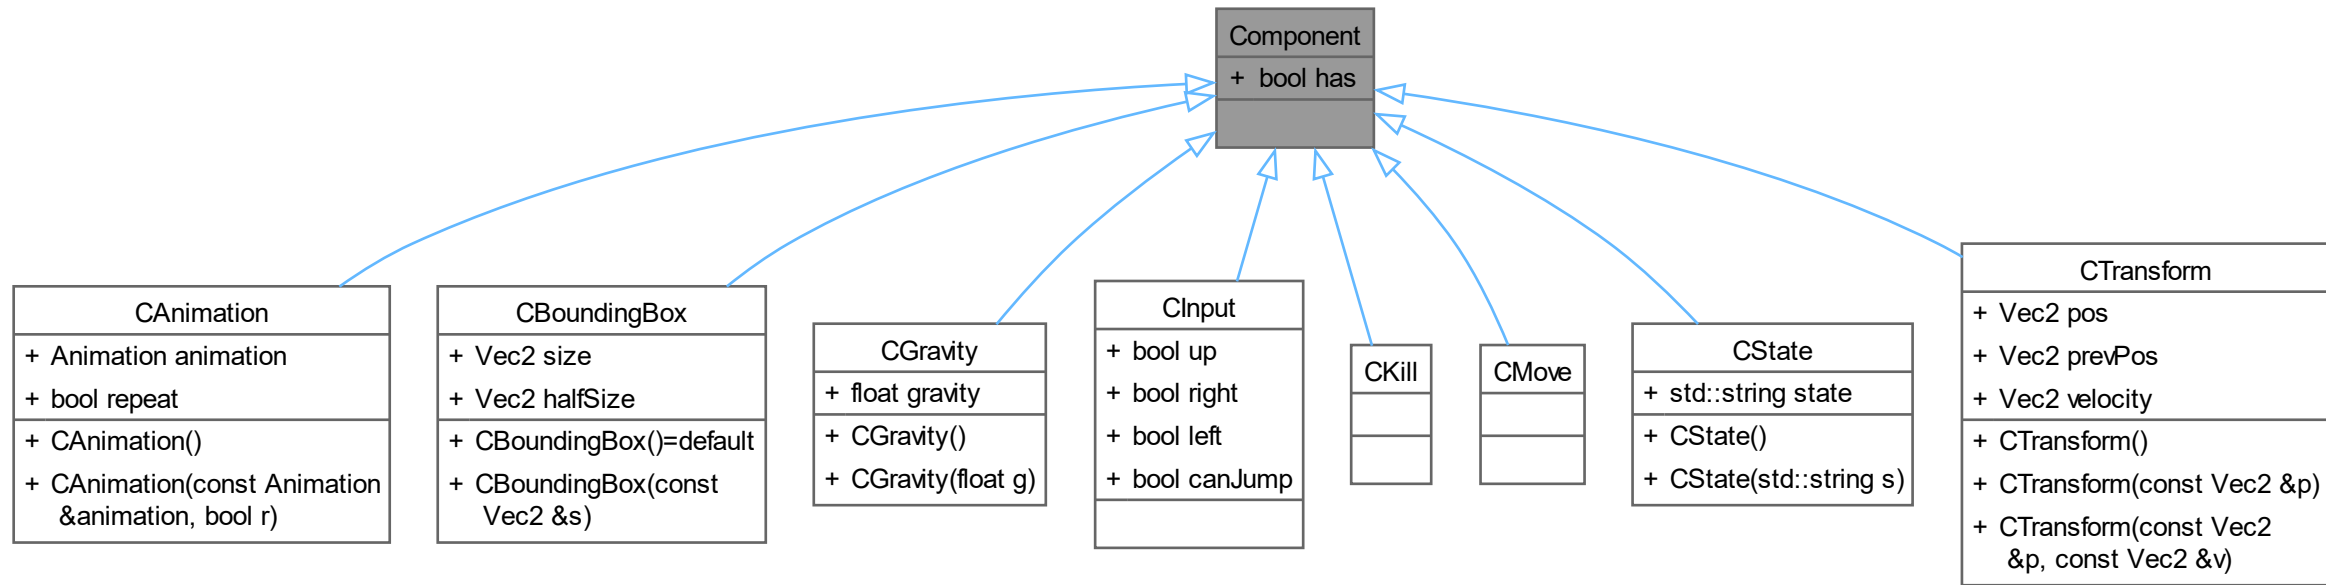 Component
+ bool has
CAnimation
+ Animation animation
+ bool repeat
+ CAnimation()
+ CAnimation(const Animation
&animation, bool r)
CBoundingBox
+ Vec2 size
+ Vec2 halfSize
+ CBoundingBox()=default
+ CBoundingBox(const
Vec2 &s)
CGravity
+ float gravity
+ CGravity()
+ CGravity(float g)
CInput
+ bool up
+ bool right
+ bool left
+ bool canJump
CKill
CMove
CState
+ std::string state
+ CState()
+ CState(std::string s)
CTransform
+ Vec2 pos
+ Vec2 prevPos
+ Vec2 velocity
+ CTransform()
+ CTransform(const Vec2 &p)
+ CTransform(const Vec2
&p, const Vec2 &v)